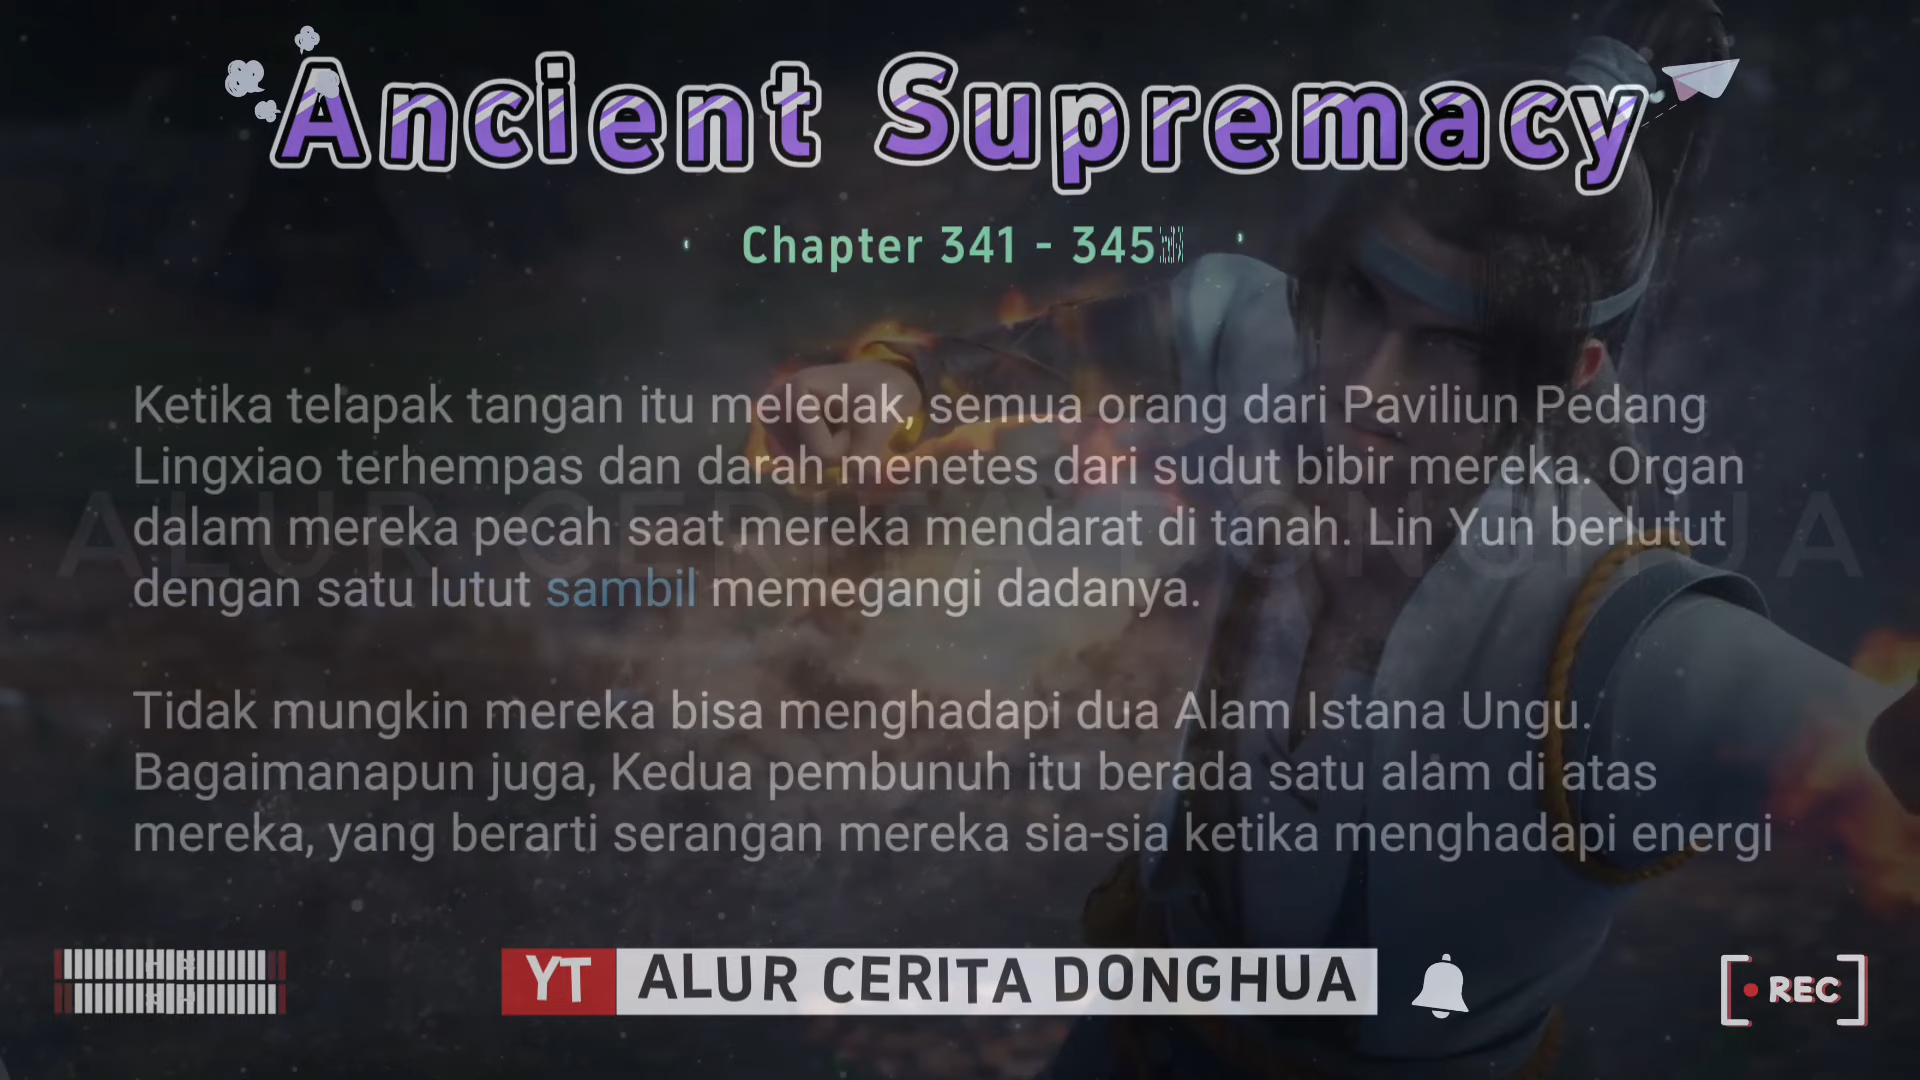 Ancient Supremacy
Chapter 341 - 345
Ketika telapak tangan itu meledak, semua orang dari Paviliun Pedang
Lingxiao terhempas dan darah menetes dari sudut bibir mereka. Organ
dalam mereka pecah saat mereka mendarat di tanah. Lin Yun berlutut
dengan satu lutut sambil memegangi dadanya.
ALUR CERITA DONGHUA
Tidak mungkin mereka bisa menghadapi dua Alam Istana Ungu.
Bagaimanapun juga, Kedua pembunuh itu berada satu alam di atas
mereka, yang berarti serangan mereka sia-sia ketika menghadapi energi
YT ALUR CERITA DONGHUA
REC